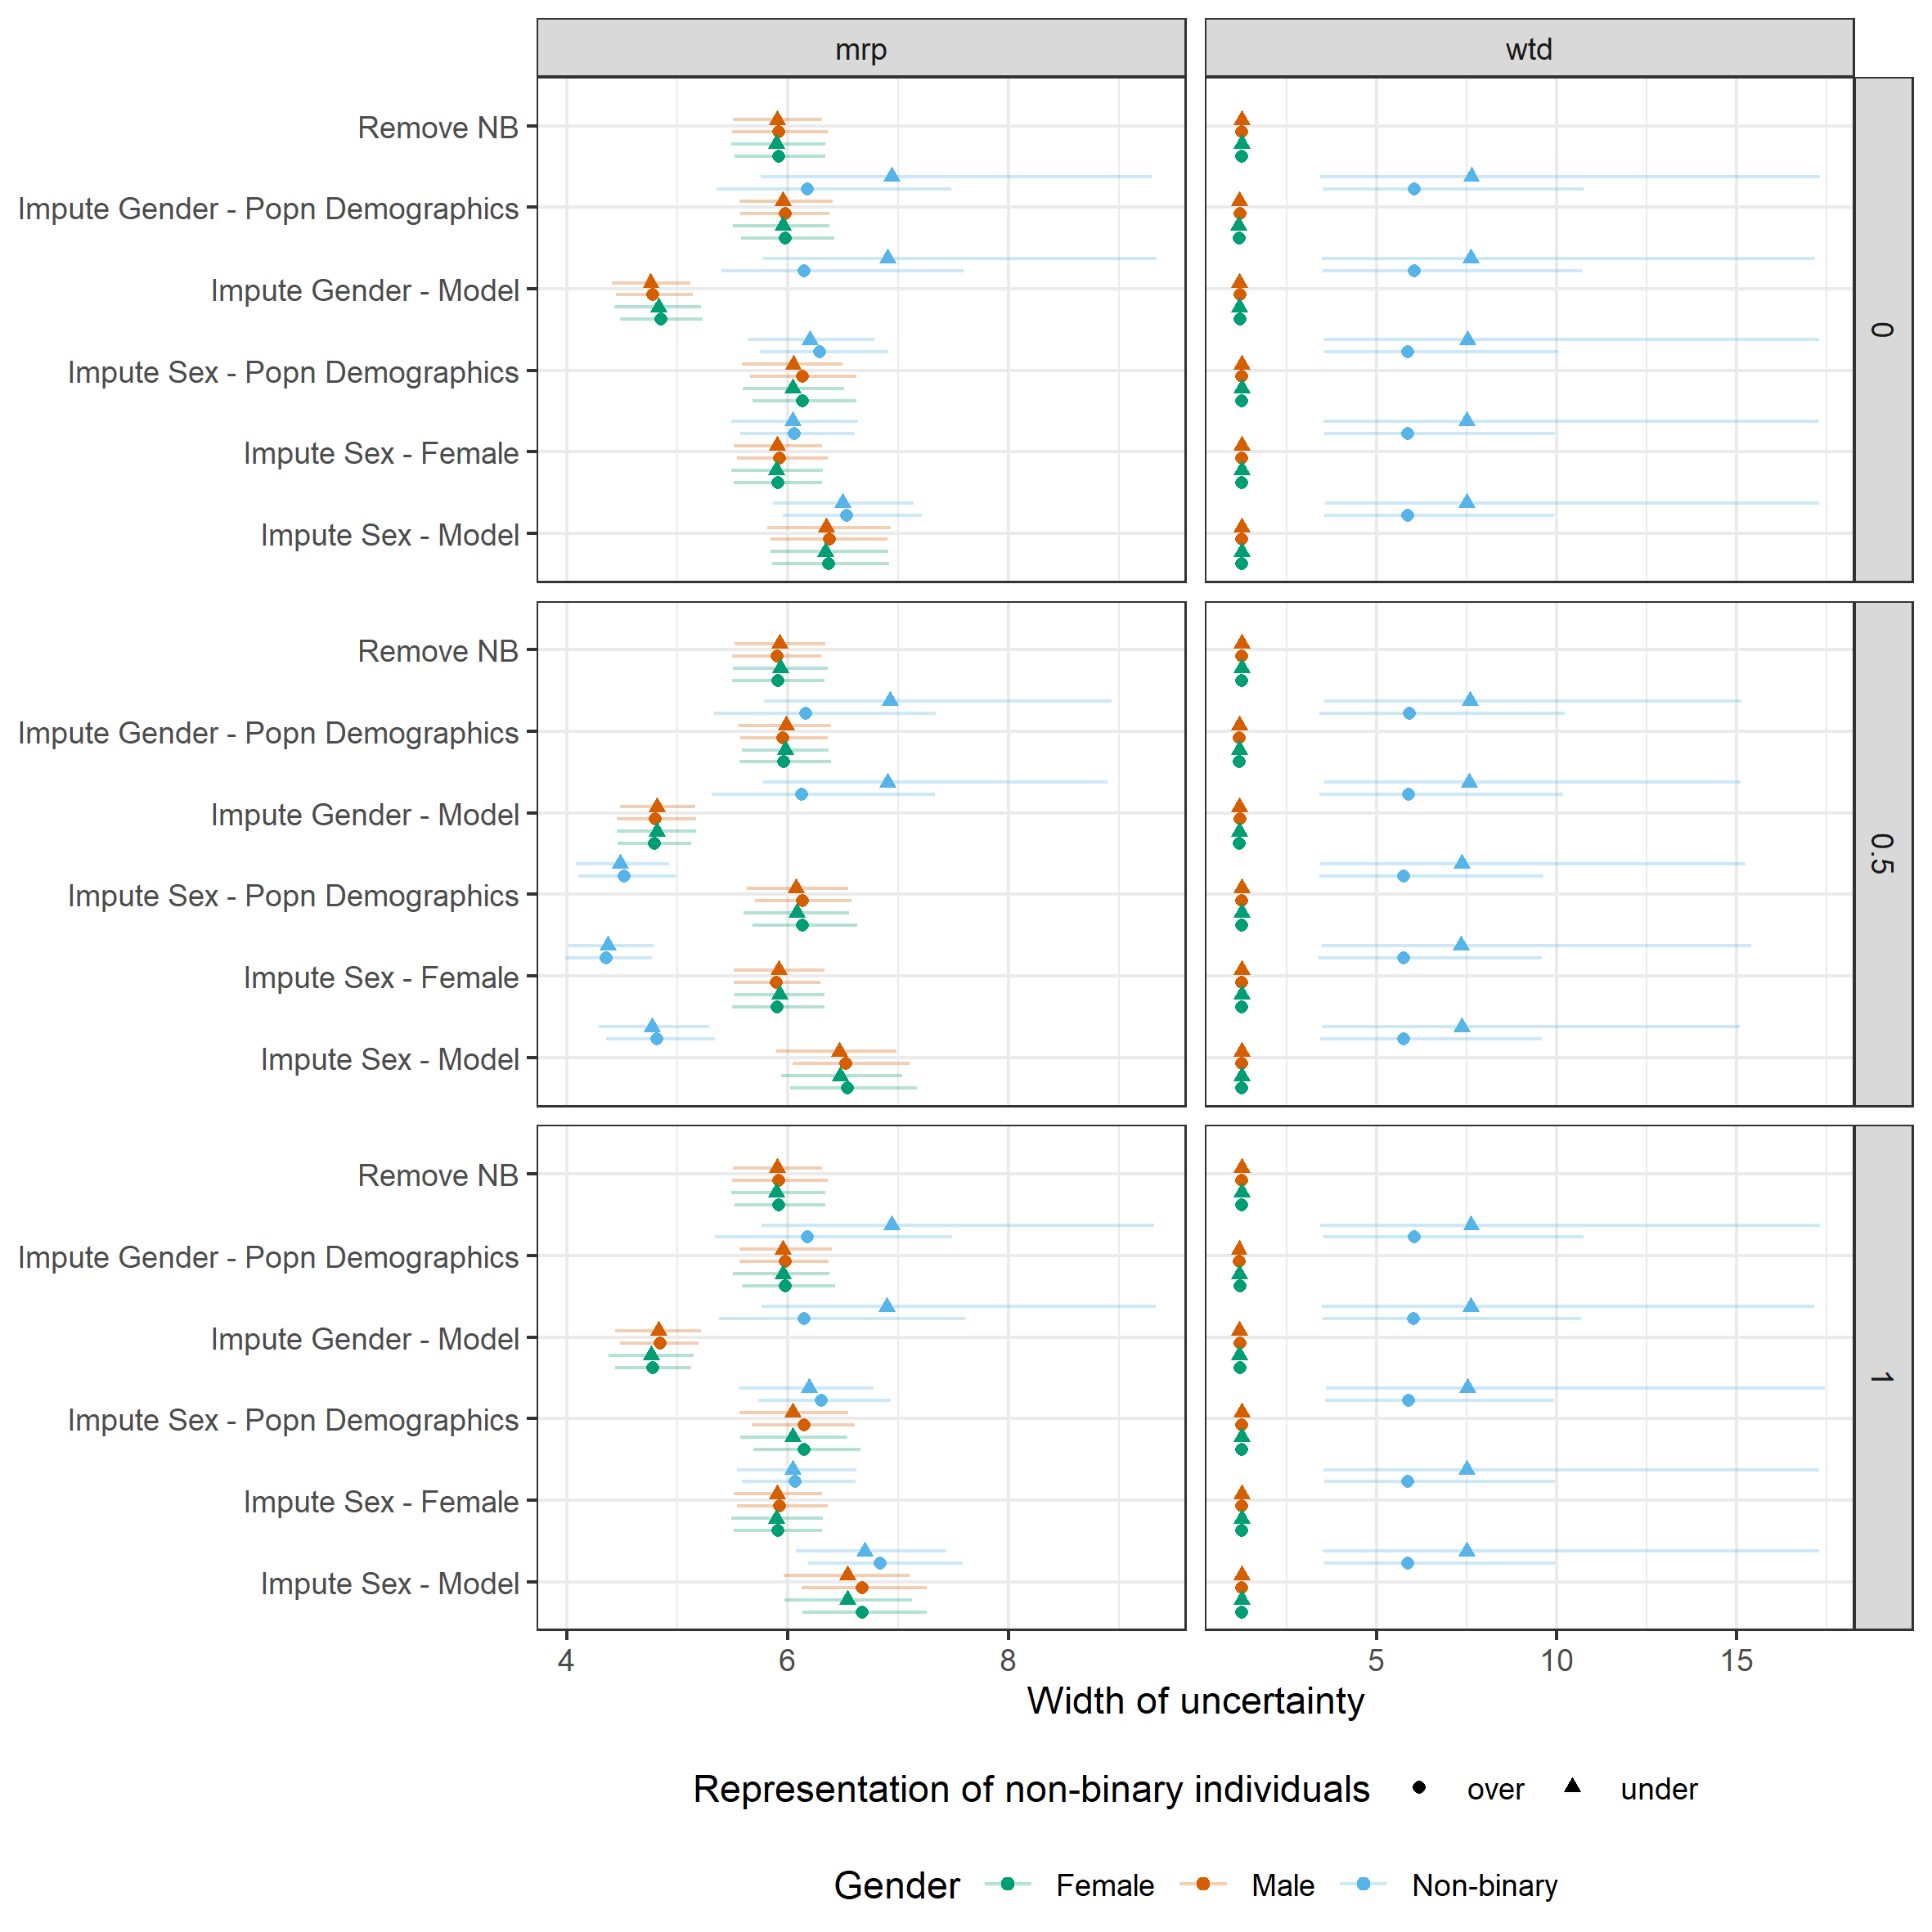 mrp wtd
Remove NB
Impute Gender - Popn Demographics
Impute Gender - Model
Impute Sex - Popn Demographics
Impute Sex - Female
Impute Sex - Model
0
Remove NB
Impute Gender - Popn Demographics
Impute Gender - Model
Impute Sex - Popn Demographics
Impute Sex - Female
Impute Sex - Model
0.5
Remove NB
Impute Gender - Popn Demographics
Impute Gender - Model
Impute Sex - Popn Demographics
Impute Sex - Female
Impute Sex - Model
1
4 6 8 5 10 15
Width of uncertainty
Representation of non-binary individuals over under
Gender Female Male Non-binary